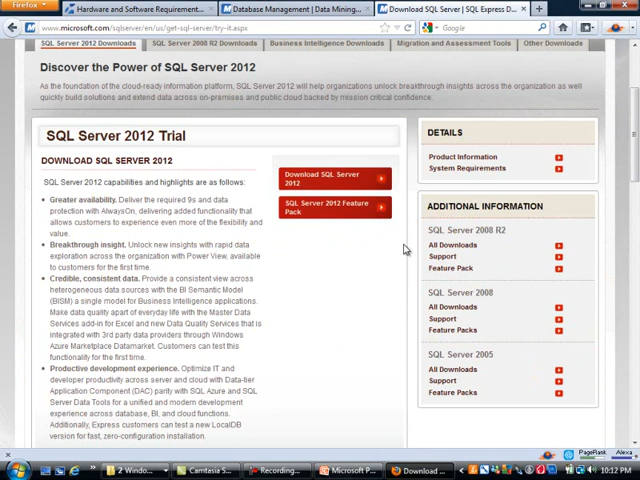 Firefox
Hardware and Software Requirement...
Database Management | Data Mining...
Download SQL Server | SQL Express D...
www.microsoft.com/sqlserver/en/us/get-sql-server/try-it.aspx
Google
SQL Server 2012 Downloads
SQL Server 2008 R2 Downloads
Business Intelligence Downloads
Migration and Assessment Tools
Other Downloads
Discover the Power of SQL Server 2012
As the foundation of the cloud-ready information platform, SQL Server 2012 will help organizations unlock breakthrough insights across the organization as well
quickly build solutions and extend data across on-premises and public cloud backed by mission critical confidence.
SQL Server 2012 Trial
DOWNLOAD SQL SERVER 2012
SQL Server 2012 capabilities and highlights are as follows:
Greater availability. Deliver the required 9s and data
protection with AlwaysOn, delivering added functionality that
allows customers to experience even more of the flexibility and
value.
Breakthrough insight. Unlock new insights with rapid data
exploration across the organization with Power View, available
to customers for the first time.
Credible, consistent data. Provide a consistent view across
heterogeneous data sources with the BI Semantic Model
(BISM) a single model for Business Intelligence applications.
Make data quality apart of everyday life with the Master Data
Services add-in for Excel and new Data Quality Services that is
integrated with 3rd party data providers through Windows
Azure Marketplace Datamarket. Customers can test this
functionality for the first time.
Productive development experience. Optimize IT and
developer productivity across server and cloud with Data-tier
Application Component (DAC) parity with SQL Azure and SQL
Server Data Tools for a unified and modern development
experience across database, BI, and cloud functions.
Additionally, Express customers can test a new LocalDB
version for fast, zero-configuration installation.
Download SQL Server
2012
SQL Server 2012 Feature
Pack
DETAILS
Product Information
System Requirements
ADDITIONAL INFORMATION
SQL Server 2008 R2
All Downloads
Support
Feature Pack
SQL Server 2008
All Downloads
Support
Feature Packs
SQL Server 2005
All Downloads
Support
Feature Packs
PageRank
Alexa
2 Windo...
Camtasia S...
Recording...
Microsoft P...
Download ...
10:12 PM